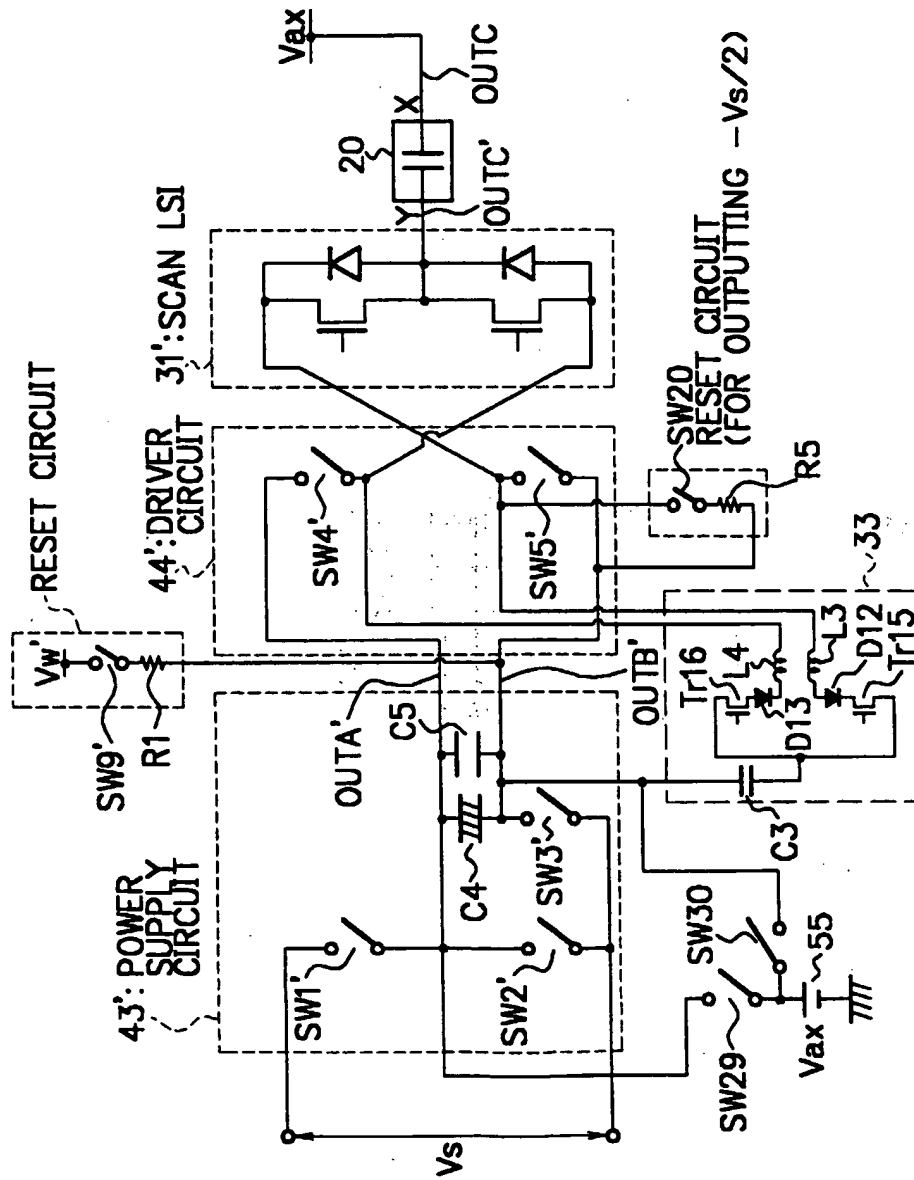 43': POWER
SUPPLY
CIRCUIT
RESET CIRCUIT
44': DRIVER
CIRCUIT
31': SCAN LSI
Vw'
SW9'
R1
Vs
SW1'
SW2'
SW3'
C4
C5
OUTA'
OUTB'
SW4'
SW5'
20
Y
X
OUTC'
OUTC
Vax
SW20
RESET CIRCUIT
(FOR OUTPUTTING -Vs/2)
R5
33
Tr16
L4
D13
L3
D12
Tr15
C3
SW29
SW30
55
Vax